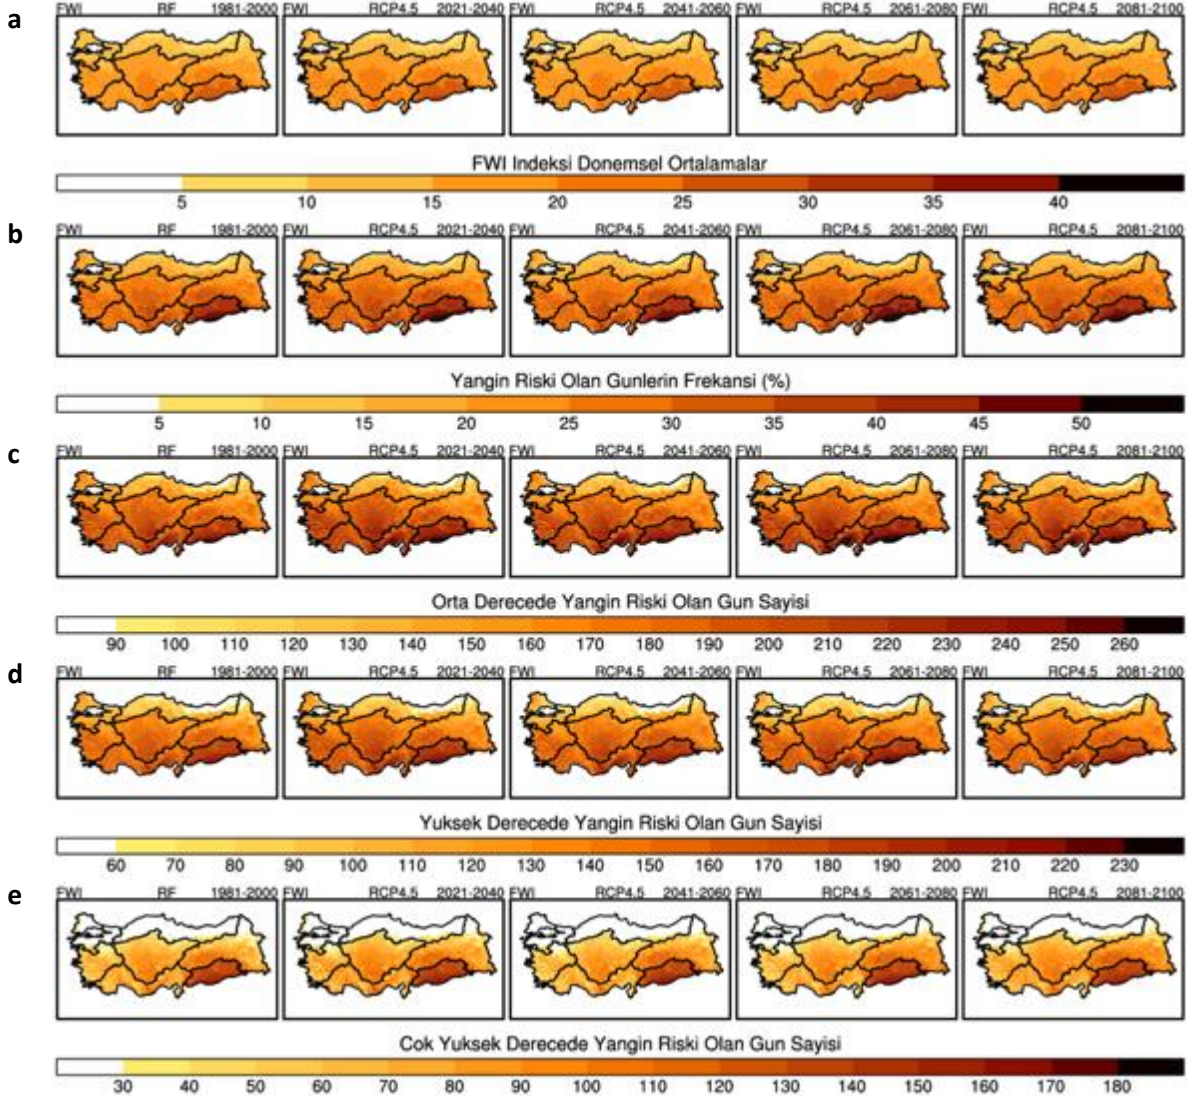 a
FWI RF 1981-2000 FWI RCP4.5 2021-2040 FWI RCP4.5 2041-2060 FWI RCP4.5 2061-2080 FWI RCP4.5 2081-2100
FWI Indeksi Donemsel Ortalamalar
5 10 15 20 25 30 35 40
b
FWI RF 1981-2000 FWI RCP4.5 2021-2040 FWI RCP4.5 2041-2060 FWI RCP4.5 2061-2080 FWI RCP4.5 2081-2100
Yangin Riski Olan Gunlerin Frekansi (%)
5 10 15 20 25 30 35 40 45 50
c
FWI RF 1981-2000 FWI RCP4.5 2021-2040 FWI RCP4.5 2041-2060 FWI RCP4.5 2061-2080 FWI RCP4.5 2081-2100
Orta Derecede Yangin Riski Olan Gun Sayisi
90 100 110 120 130 140 150 160 170 180 190 200 210 220 230 240 250 260
d
FWI RF 1981-2000 FWI RCP4.5 2021-2040 FWI RCP4.5 2041-2060 FWI RCP4.5 2061-2080 FWI RCP4.5 2081-2100
Yuksek Derecede Yangin Riski Olan Gun Sayisi
60 70 80 90 100 110 120 130 140 150 160 170 180 190 200 210 220 230
e
FWI RF 1981-2000 FWI RCP4.5 2021-2040 FWI RCP4.5 2041-2060 FWI RCP4.5 2061-2080 FWI RCP4.5 2081-2100
Cok Yuksek Derecede Yangin Riski Olan Gun Sayisi
30 40 50 60 70 80 90 100 110 120 130 140 150 160 170 180